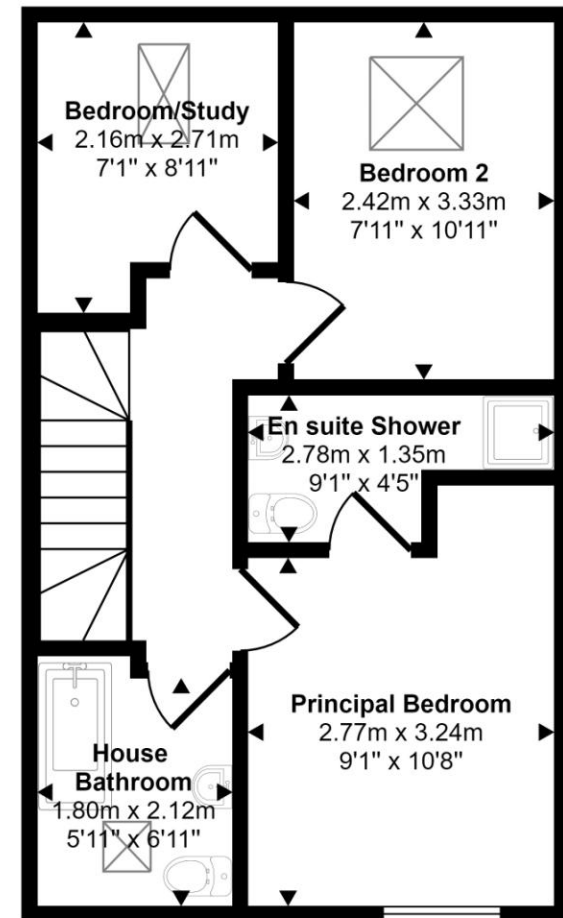 Bedroom/Study
2.16m x 2.71m
7'1" x 8'11"
Bedroom 2
2.42m x 3.33m
7'11" x 10'11"
En suite Shower
2.78m x 1.35m
9'1" x 4'5"
Principal Bedroom
2.77m x 3.24m
9'1" x 10'8"
House
Bathroom
1.80m x 2.12m
5'11" x 6'11"